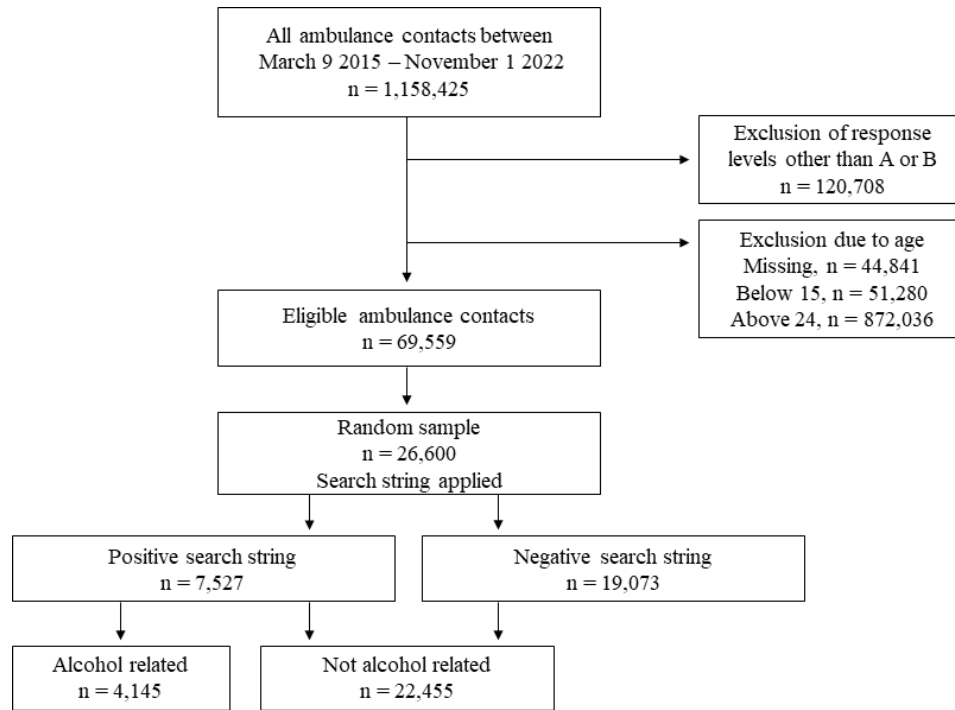 All ambulance contacts between
March 9 2015 – November 1 2022
n = 1,158,425
Exclusion of response
levels other than A or B
n = 120,708
Exclusion due to age
Missing, n = 44,841
Below 15, n = 51,280
Above 24, n = 872,036
Eligible ambulance contacts
n = 69,559
Random sample
n = 26,600
Search string applied
Positive search string
n = 7,527
Negative search string
n = 19,073
Alcohol related
n = 4,145
Not alcohol related
n = 22,455